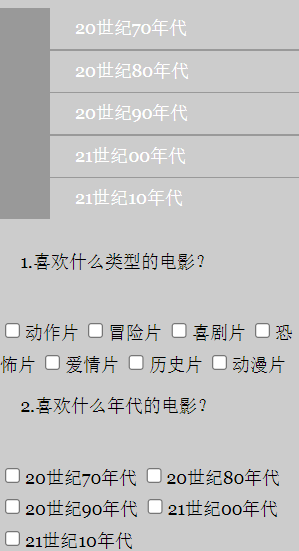 20世纪70年代
20世纪80年代
20世纪90年代
21世纪00年代
21世纪10年代
1.喜欢什么类型的电影?
动作片 冒险片 喜剧片 恐
怖片 爱情片 历史片 动漫片
2.喜欢什么年代的电影?
20世纪70年代 20世纪80年代
20世纪90年代 21世纪00年代
21世纪10年代